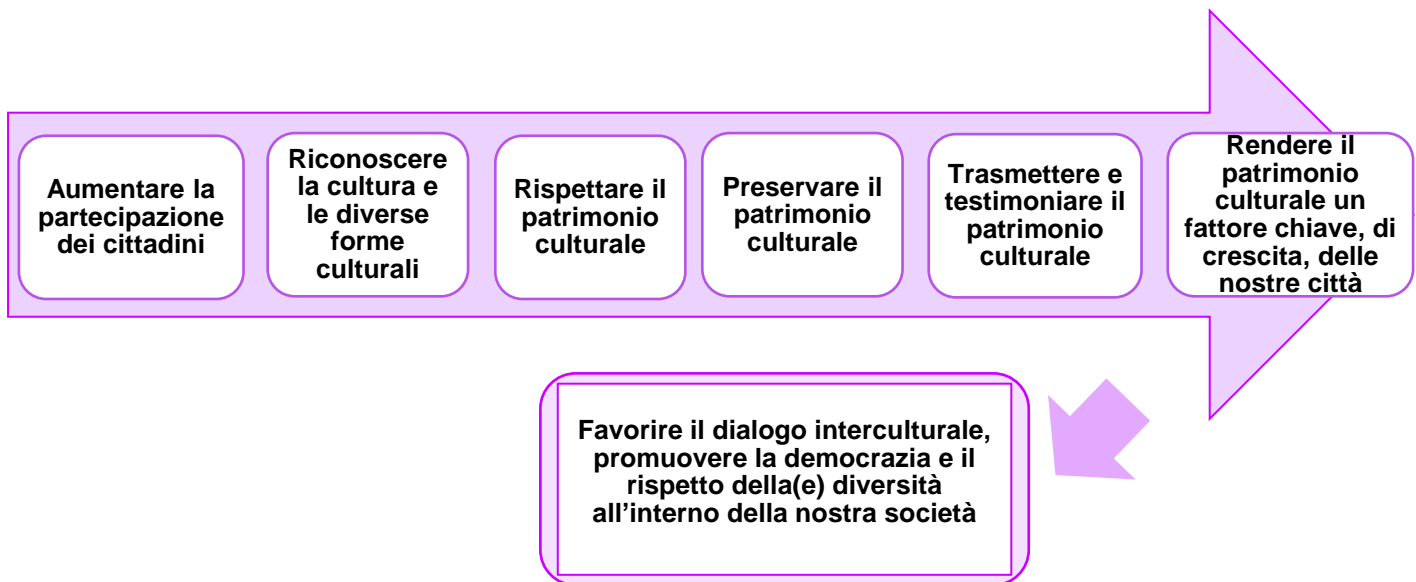 Aumentare la
partecipazione
dei cittadini
Riconoscere
la cultura e
le diverse
forme
culturali
Rispettare il
patrimonio
culturale
Preservare il
patrimonio
culturale
Trasmettere e
testimoniare il
patrimonio
culturale
Rendere il
patrimonio
culturale un
fattore chiave, di
crescita, delle
nostre città
Favorire il dialogo interculturale,
promuovere la democrazia e il
rispetto della(e) diversità
all’interno della nostra società